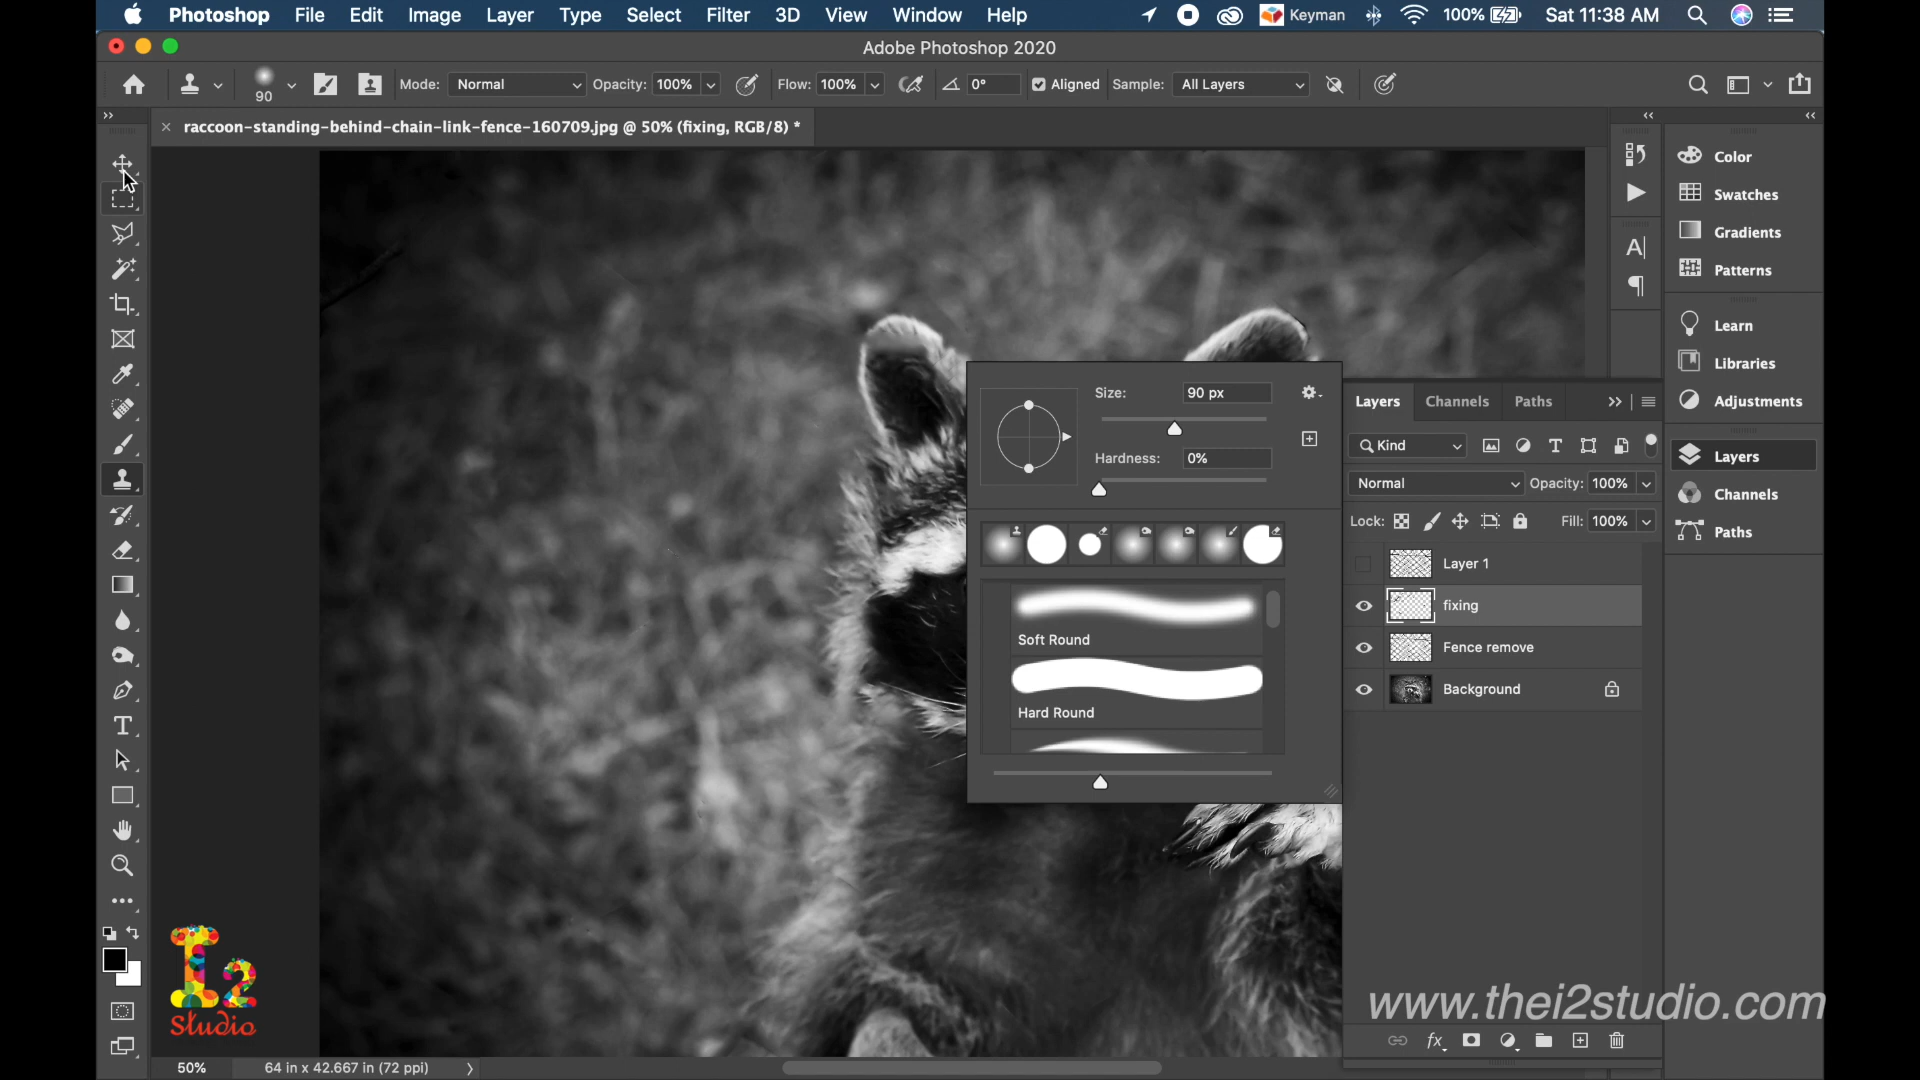 Photoshop File Edit Image Layer Type Select Filter 3D View Window Help Keyman 100% Sat 11:38 AM
Adobe Photoshop 2020
90 Mode: Normal Opacity: 100% Flow: 100% 0° Aligned Sample: All Layers
raccoon-standing-behind-chain-link-fence-160709.jpg @ 50% (fixing, RGB/8) *
Color
Swatches
Gradients
Patterns
Learn
Libraries
Adjustments
Layers
Channels
Paths
Size: 90 px
Hardness: 0%
Soft Round
Hard Round
Layers Channels Paths
Kind
Normal Opacity: 100%
Lock: Fill: 100%
Layer 1
fixing
Fence remove
Background
I2
Studio
www.thei2studio.com
50% 64 in x 42.667 in (72 ppi)